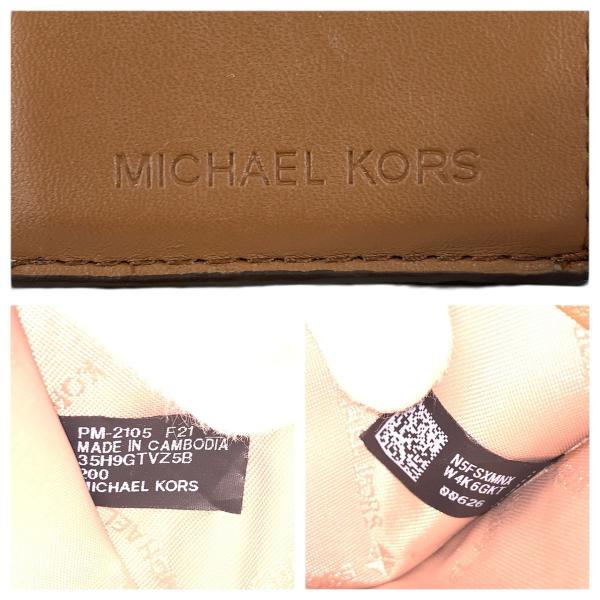 MICHAEL KORS
PM-2105 F21
MADE IN CAMBODIA
35H9GTVZ5B
200
MICHAEL KORS
N5FSXMNX
W4K6GKT
00626